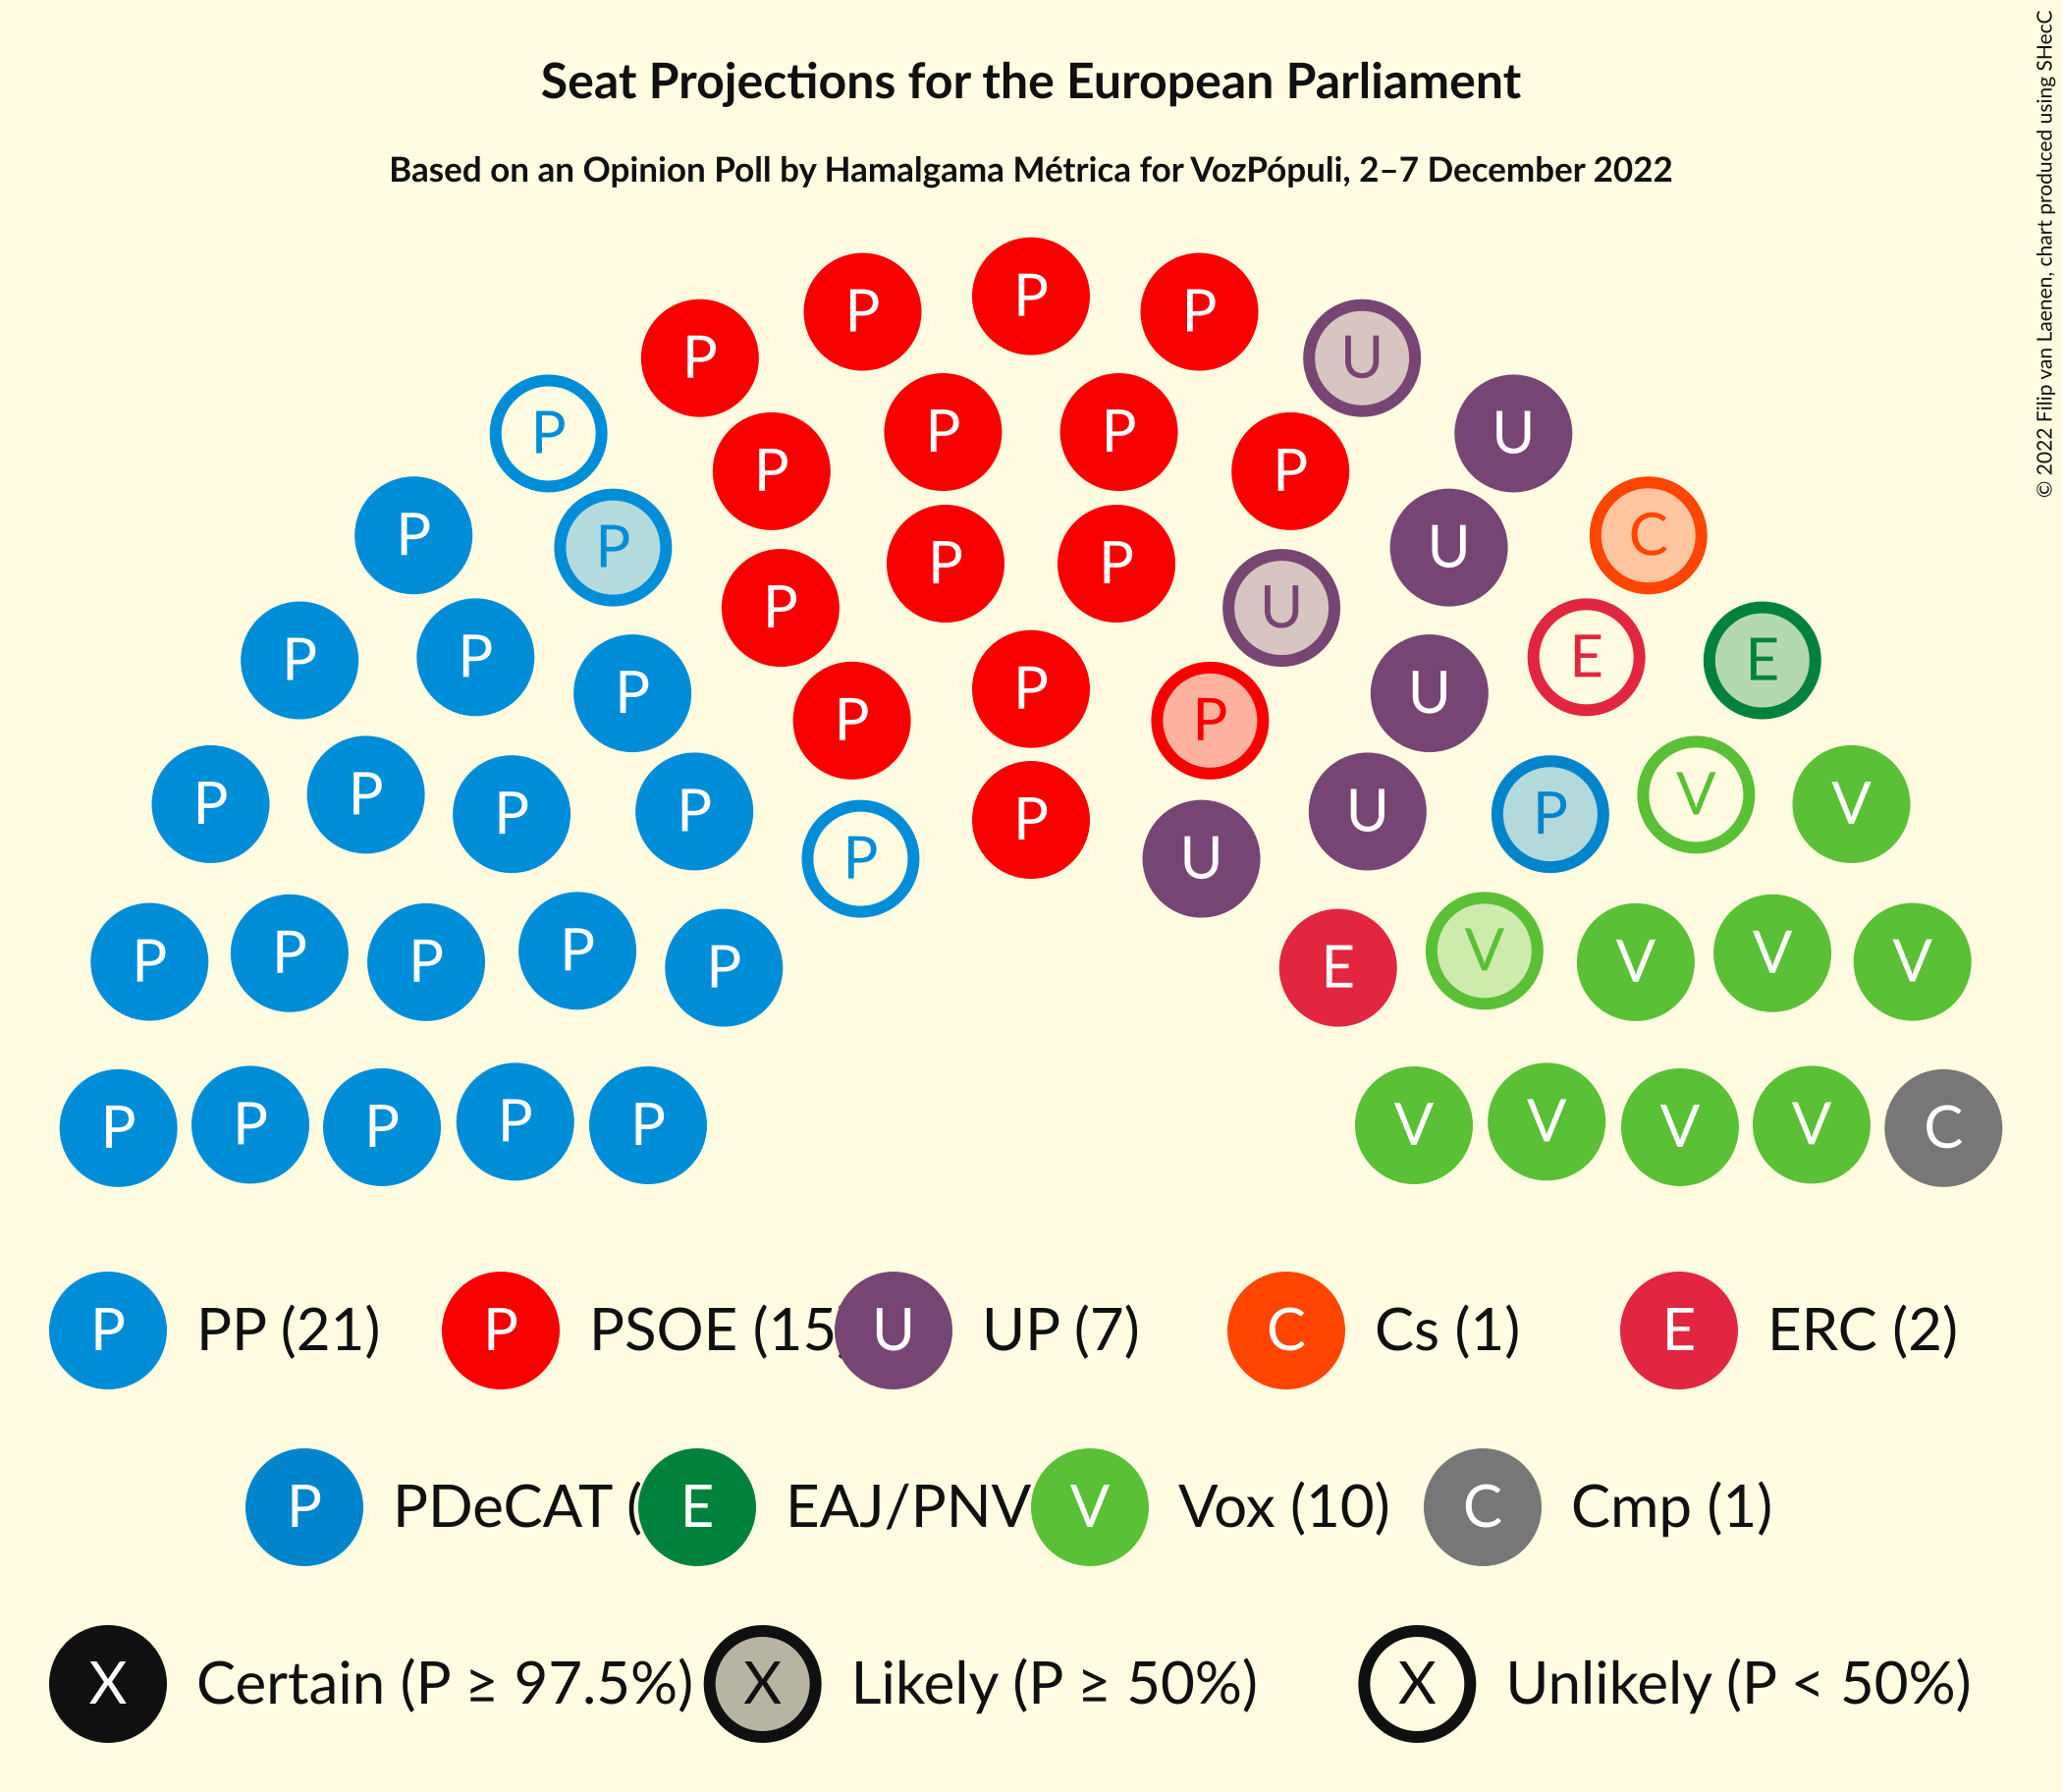 Seat Projections for the European Parliament
Based on an Opinion Poll by Hamalgama Métrica for VozPópuli, 2–7 December 2022
© 2022 Filip van Laenen, chart produced using SHecC
P P P
P P U
P P P P U
P P P P C
P P P U E E
P P U
P P P P P P U P V V
P P U
P P P P P E V V V V
P P P P P V V V V C
P PP (21) P PSOE (15 U UP (7) C Cs (1) E ERC (2)
P PDeCAT ( E EAJ/PNV V Vox (10) C Cmp (1)
X Certain (P ≥ 97.5%) X Likely (P ≥ 50%) X Unlikely (P < 50%)